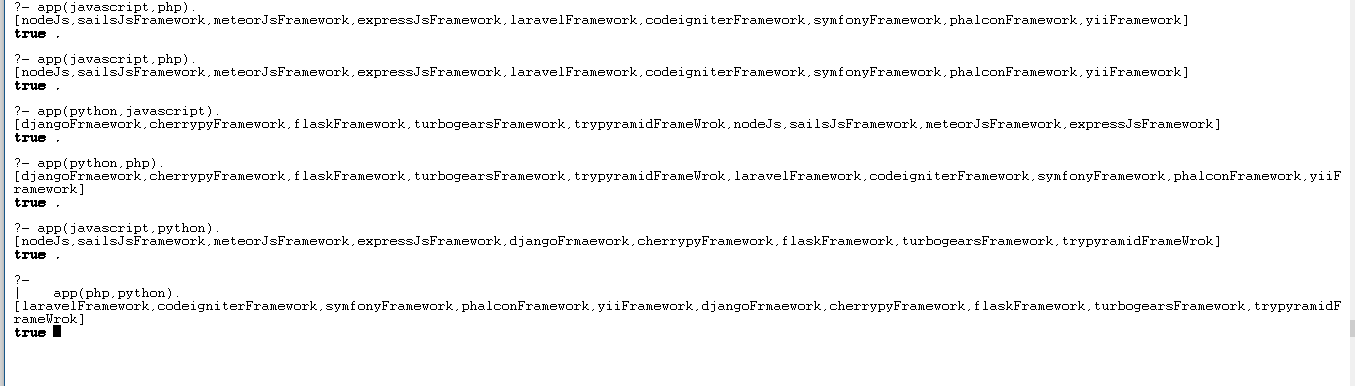 ?- app(javascript,php).
[nodeJs,sailsJsFramework,meteorJsFramework,expressJsFramework,laravelFramework,codeigniterFramework,symfonyFramework,phalconFramework,yiiFramework]
true .
?- app(javascript,php).
[nodeJs,sailsJsFramework,meteorJsFramework,expressJsFramework,laravelFramework,codeigniterFramework,symfonyFramework,phalconFramework,yiiFramework]
true .
?- app(python,javascript).
[djangoFrmaework,cherrypyFramework,flaskFramework,turbogearsFramework,trypyramidFrameWrok,nodeJs,sailsJsFramework,meteorJsFramework,expressJsFramework]
true .
?- app(python,php).
[djangoFrmaework,cherrypyFramework,flaskFramework,turbogearsFramework,trypyramidFrameWrok,laravelFramework,codeigniterFramework,symfonyFramework,phalconFramework,yiiF
ramework]
true .
?- app(javascript,python).
[nodeJs,sailsJsFramework,meteorJsFramework,expressJsFramework,djangoFrmaework,cherrypyFramework,flaskFramework,turbogearsFramework,trypyramidFrameWrok]
true .
?-
|    app(php,python).
[laravelFramework,codeigniterFramework,symfonyFramework,phalconFramework,yiiFramework,djangoFrmaework,cherrypyFramework,flaskFramework,turbogearsFramework,trypyramidF
rameWrok]
true